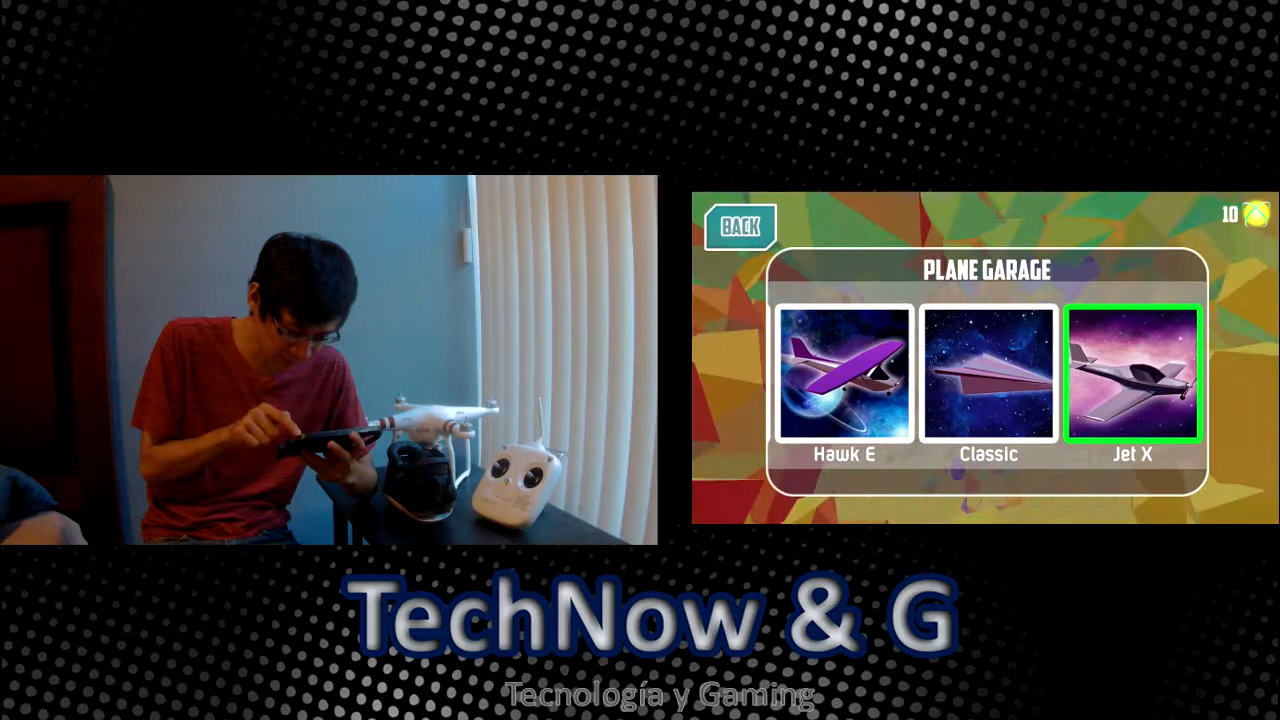 BACK
10
PLANE GARAGE
Hawk E
Classic
Jet X
TechNow & G
Tecnología y Gaming